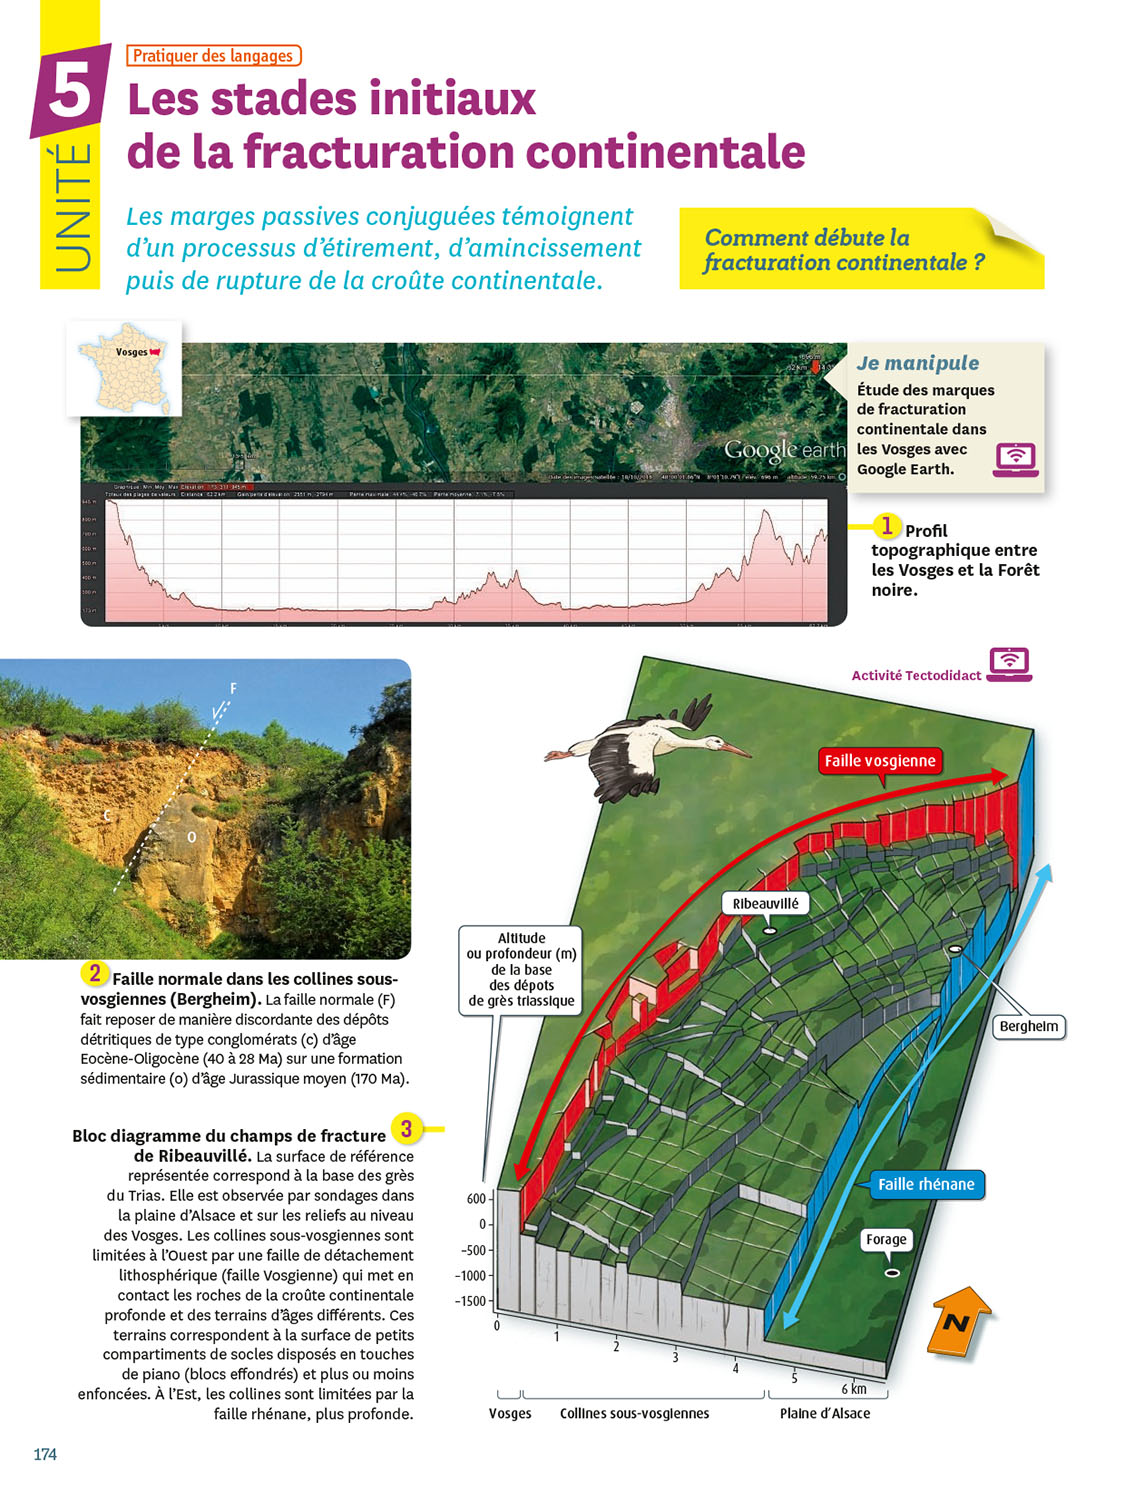 Pratiquer des langages
5
UNITÉ
Les stades initiaux
de la fracturation continentale
Les marges passives conjuguées témoignent
d'un processus d'étirement, d'amincissement
puis de rupture de la croûte continentale.
Comment débute la
fracturation continentale ?
Vosges
Google earth
Je manipule
Étude des marques
de fracturation
continentale dans
les Vosges avec
Google Earth.
1 Profil
topographique entre
les Vosges et la Forêt
noire.
F
C
O
2 Faille normale dans les collines sous-
vosgiennes (Bergheim). La faille normale (F)
fait reposer de manière discordante des dépôts
détritiques de type conglomérats (c) d'âge
Eocène-Oligocène (40 à 28 Ma) sur une formation
sédimentaire (o) d'âge Jurassique moyen (170 Ma).
Bloc diagramme du champs de fracture 3
de Ribeauvillé. La surface de référence
représentée correspond à la base des grès
du Trias. Elle est observée par sondages dans
la plaine d'Alsace et sur les reliefs au niveau
des Vosges. Les collines sous-vosgiennes sont
limitées à l'Ouest par une faille de détachement
lithosphérique (faille Vosgienne) qui met en
contact les roches de la croûte continentale
profonde et des terrains d'âges différents. Ces
terrains correspondent à la surface de petits
compartiments de socles disposés en touches
de piano (blocs effondrés) et plus ou moins
enfoncées. À l'Est, les collines sont limitées par la
faille rhénane, plus profonde.
Activité Tectodidact
Faille vosgienne
Ribeauvillé
Altitude
ou profondeur (m)
de la base
des dépôts
de grès triassique
Bergheim
Faille rhénane
Forage
N
600
0
-500
-1000
-1500
0
1
2
3
4
5
6 km
Vosges
Collines sous-vosgiennes
Plaine d'Alsace
174